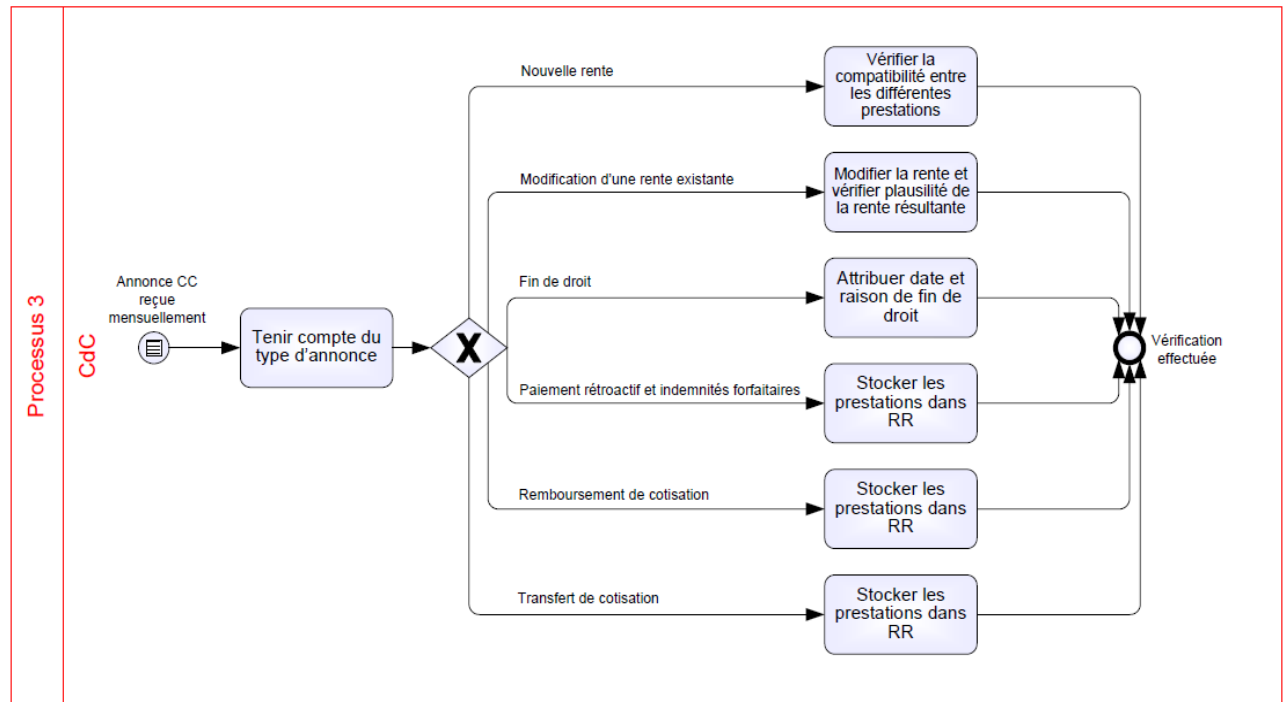 Processus 3
CdC
Annonce CC
reçue
mensuellement
Tenir compte du
type d'annonce
X
Nouvelle rente
Vérifier la
compatibilité entre
les différentes
prestations
Modification d'une rente existante
Modifier la rente et
vérifier plausilité de
la rente résultante
Fin de droit
Attribuer date et
raison de fin de
droit
Paiement rétroactif et indemnités forfaitaires
Stocker les
prestations dans
RR
Remboursement de cotisation
Stocker les
prestations dans
RR
Transfert de cotisation
Stocker les
prestations dans
RR
Vérification
effectuée